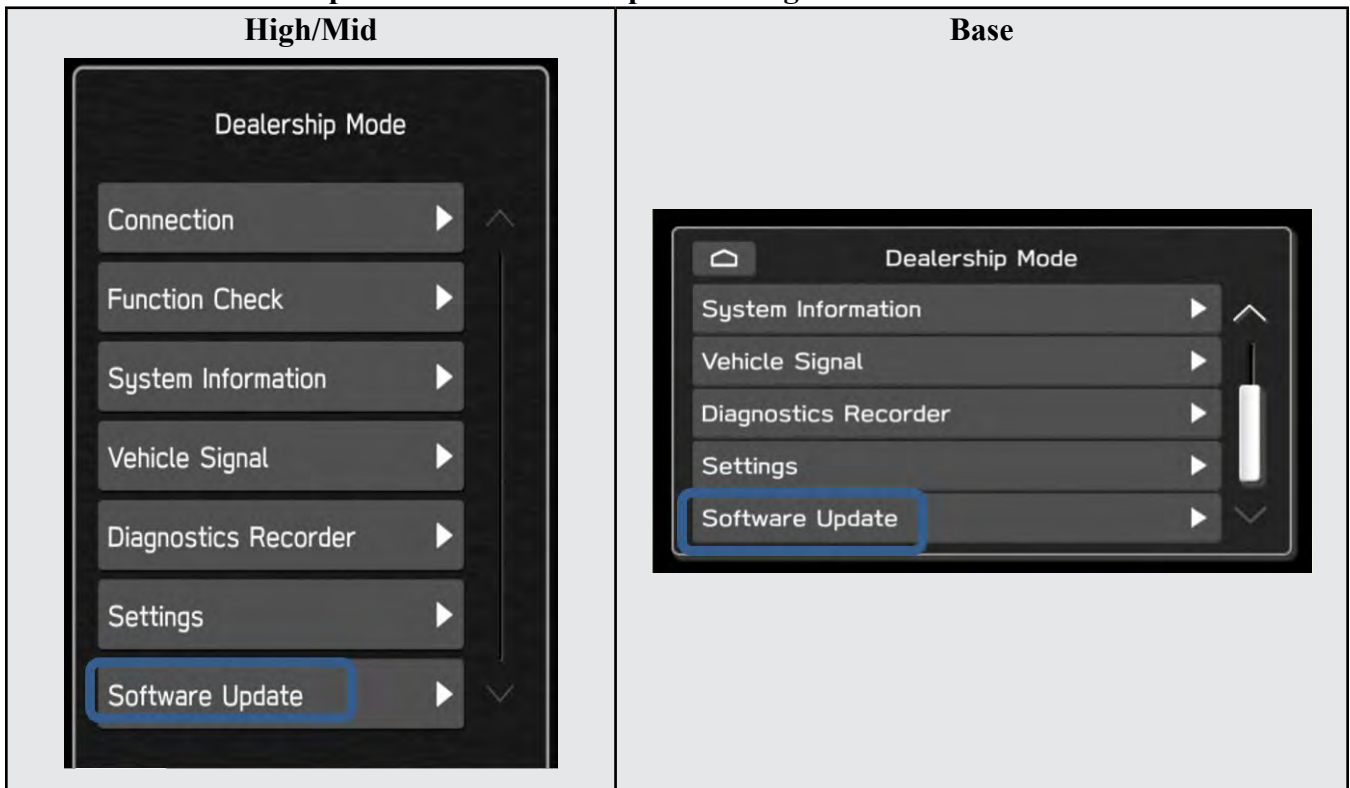 High/Mid
Dealership Mode
Connection
Function Check
System Information
Vehicle Signal
Diagnostics Recorder
Settings
Software Update
Base
Dealership Mode
System Information
Vehicle Signal
Diagnostics Recorder
Settings
Software Update